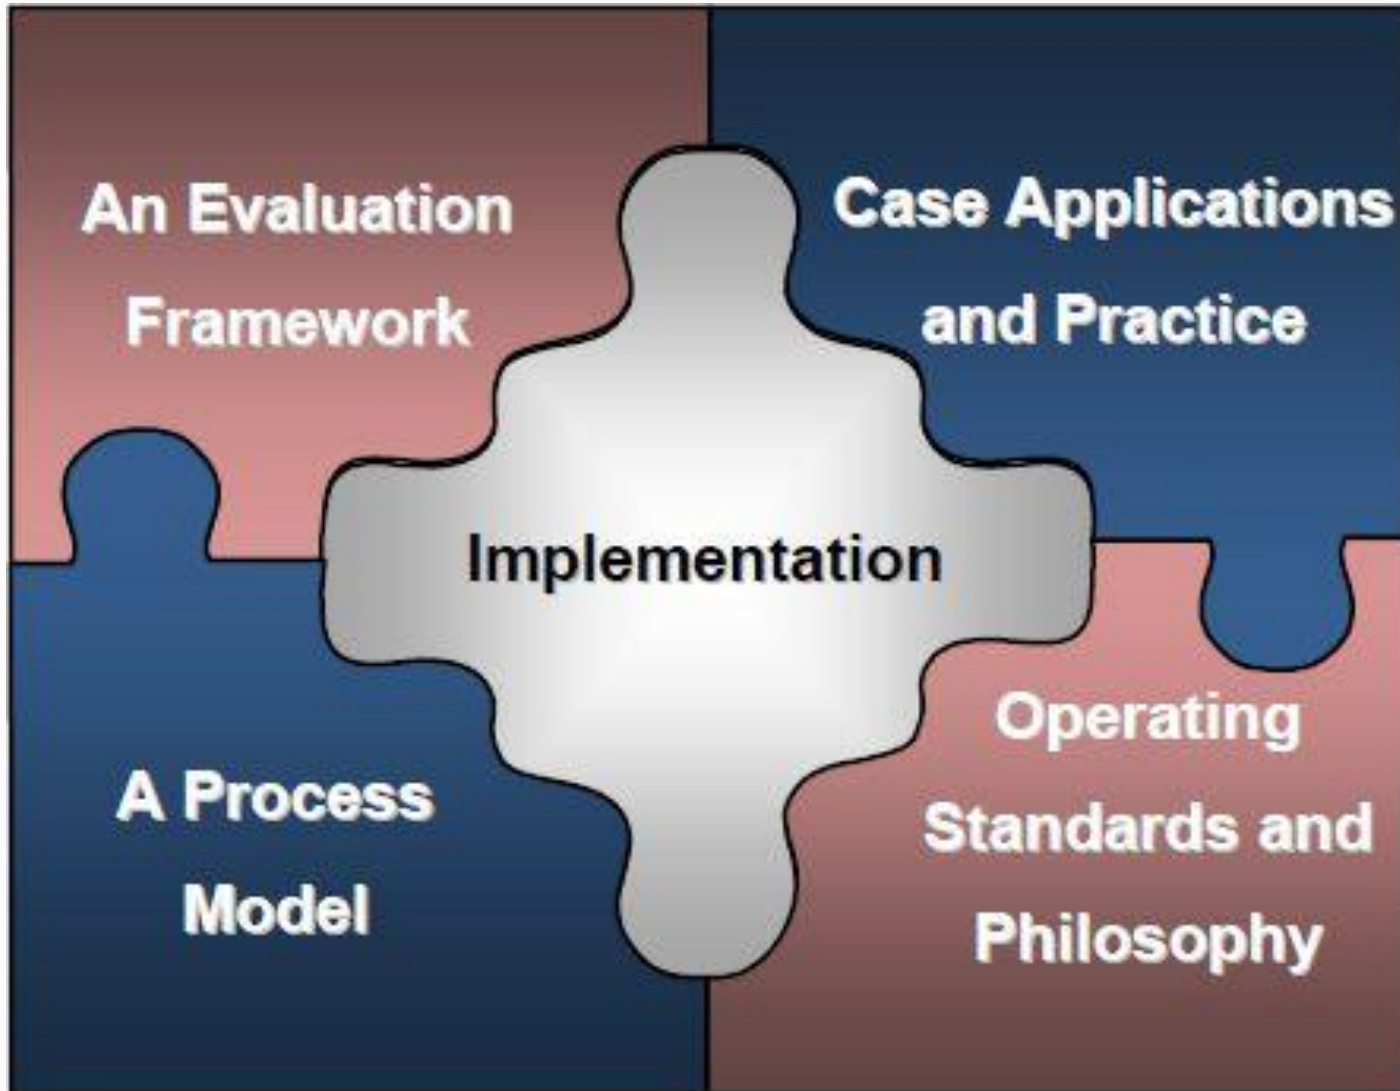 An Evaluation
Framework
Case Applications
and Practice
Implementation
A Process
Model
Operating
Standards and
Philosophy